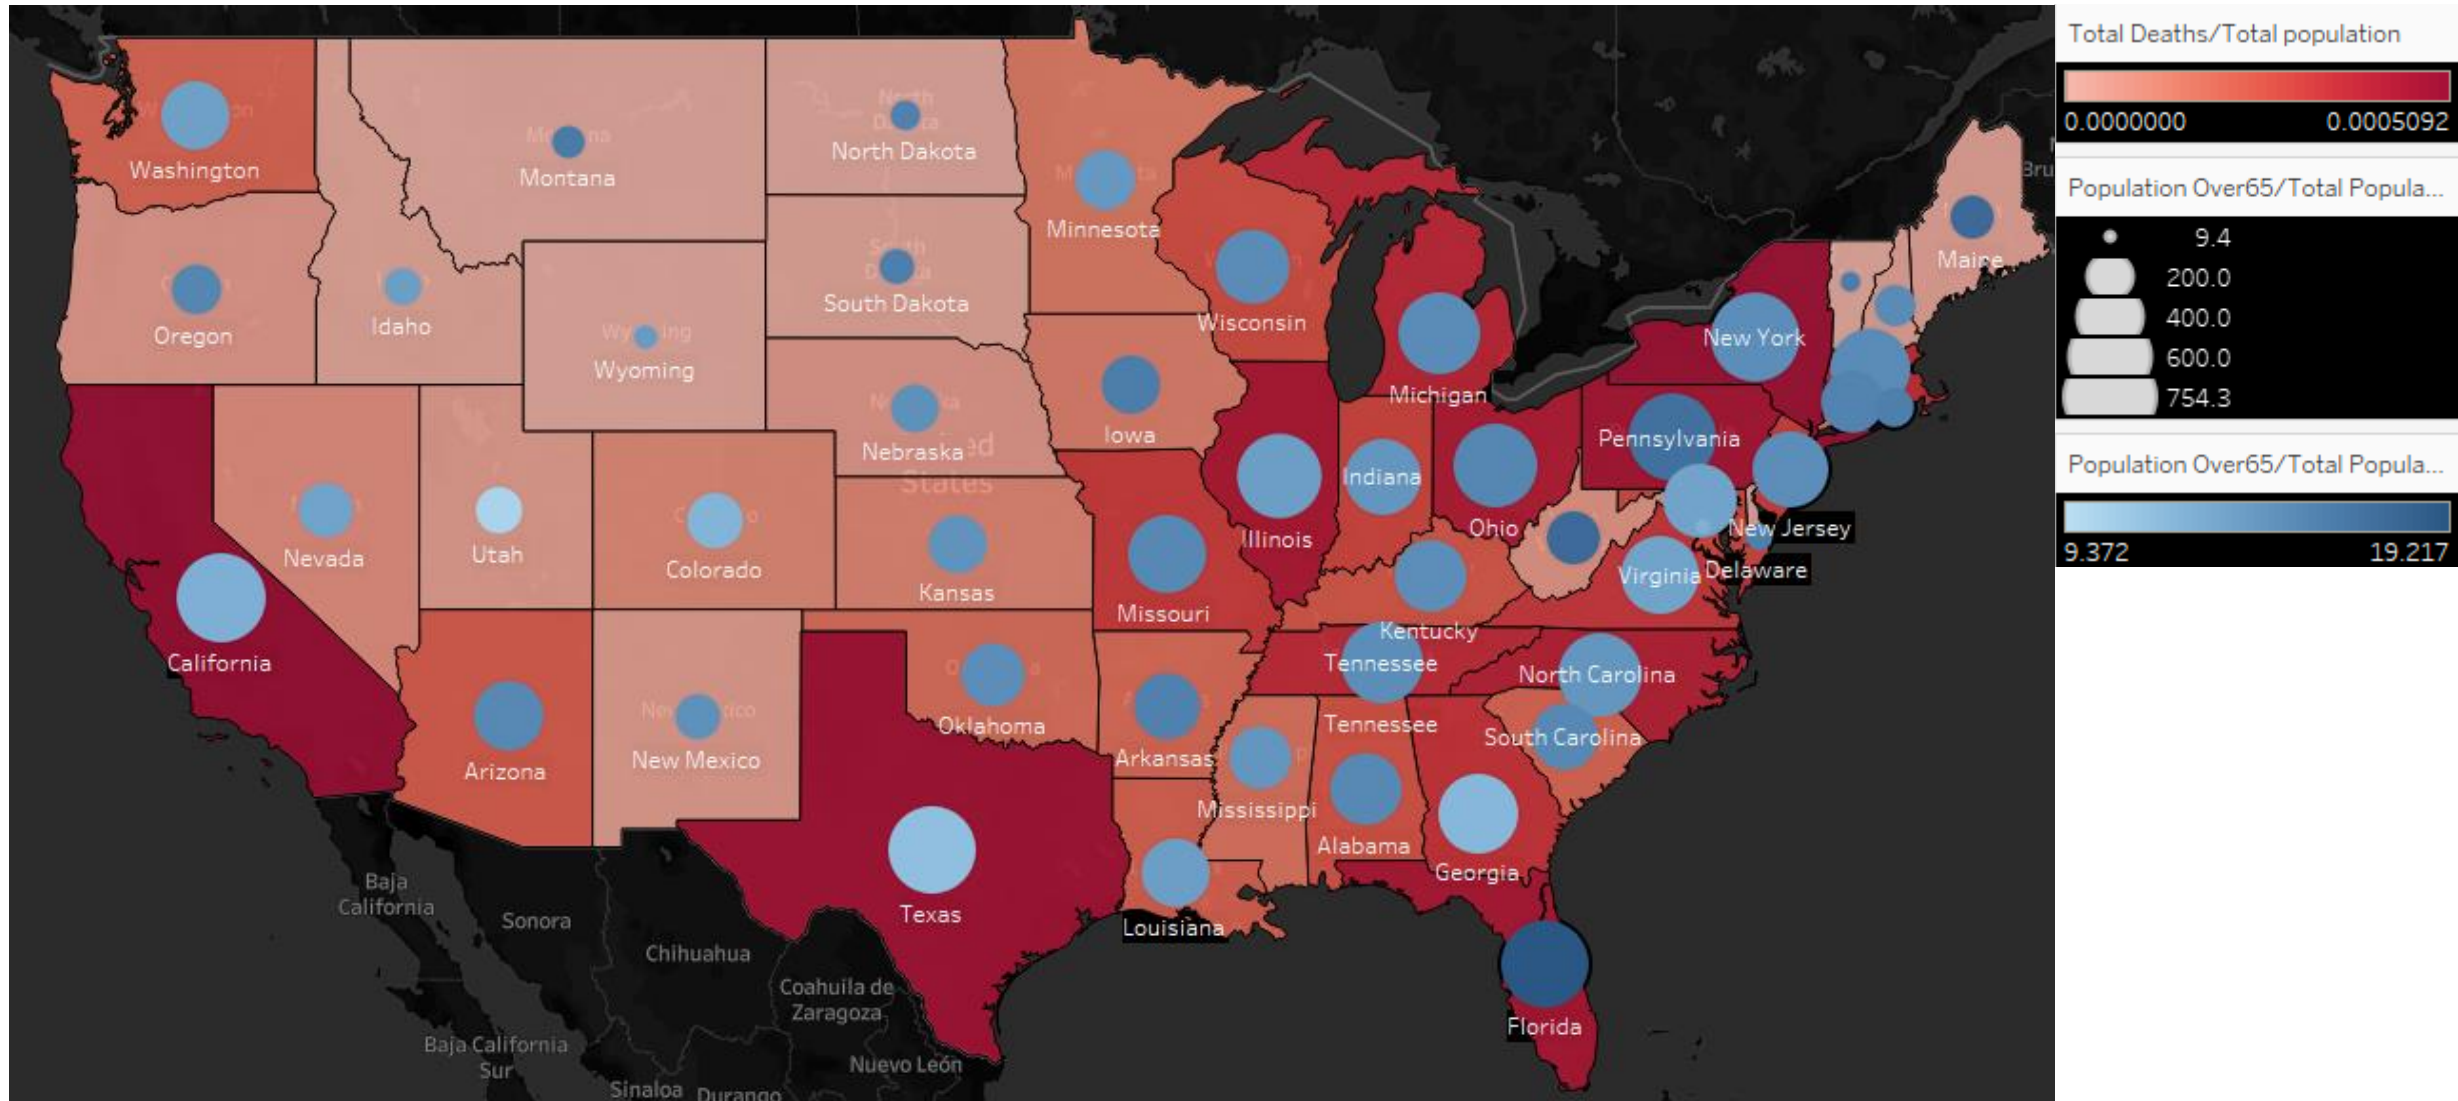 Washington
Montana
North Dakota
Minnesota
Maine
Oregon
Idaho
Wyoming
South Dakota
Wisconsin
New York
Michigan
Iowa
Nebraska
United
States
Pennsylvania
Indiana
Nevada
Utah
Colorado
Kansas
Missouri
Illinois
Ohio
New Jersey
Virginia
Delaware
California
Kentucky
Tennessee
North Carolina
Arizona
New Mexico
Oklahoma
Arkansas
Tennessee
South Carolina
Mississippi
Alabama
Georgia
Texas
Louisiana
Florida
Baja
California
Sonora
Chihuahua
Coahuila de
Zaragoza
Baja California
Sur
Nuevo León
Sinaloa
Durango
Total Deaths/Total population
0.0000000 0.0005092
Population Over65/Total Popula...
9.4
200.0
400.0
600.0
754.3
Population Over65/Total Popula...
9.372 19.217